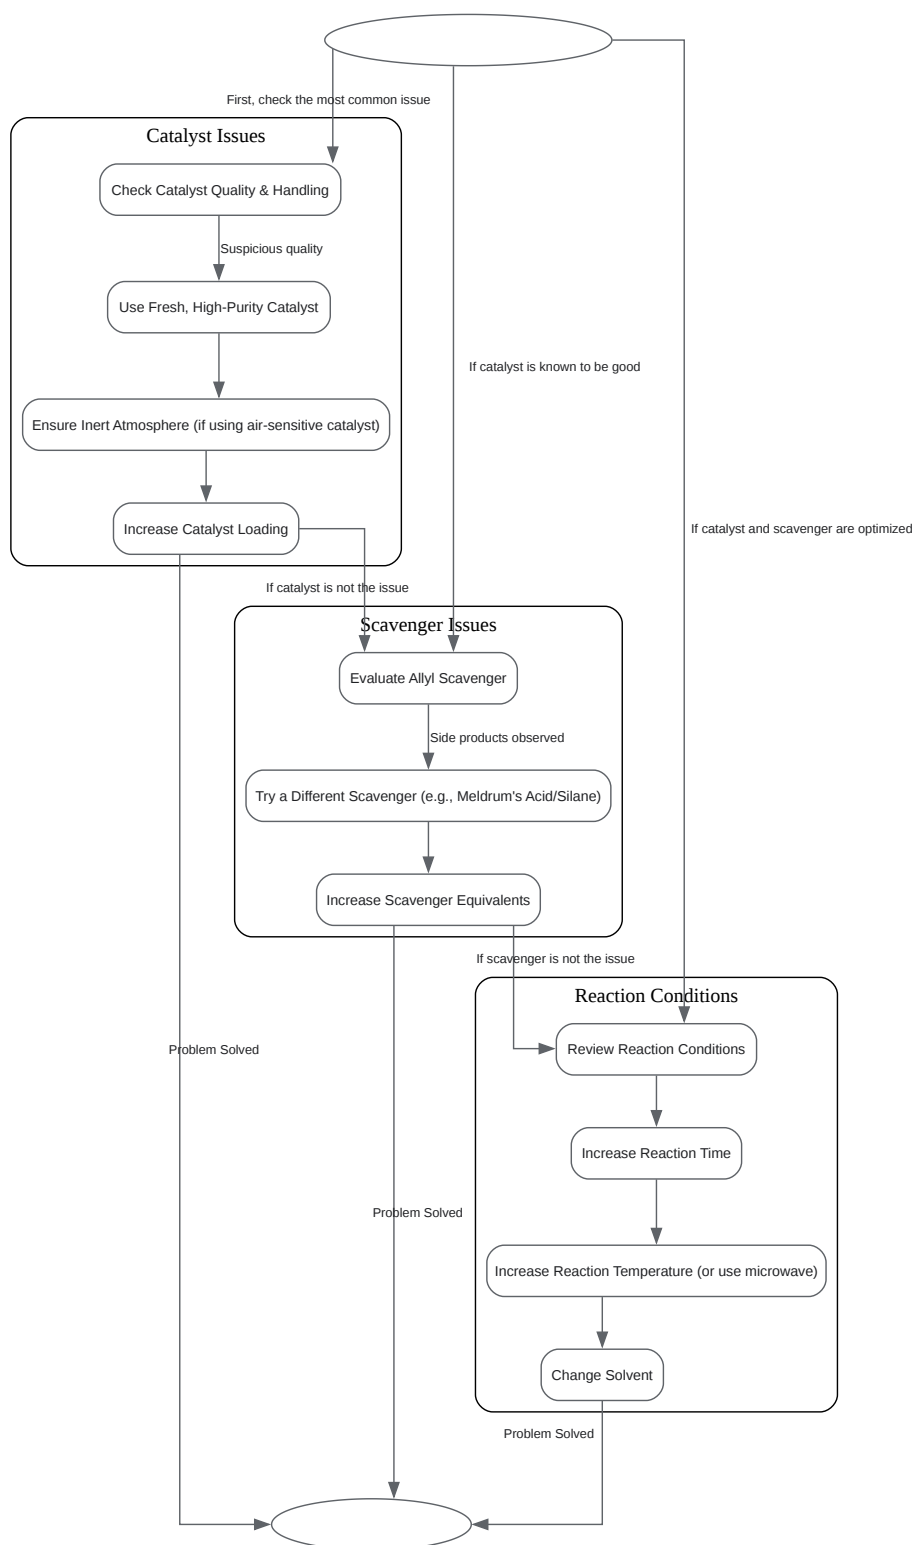 First, check the most common issue
Catalyst Issues
Check Catalyst Quality & Handling
Suspicious quality
Use Fresh, High-Purity Catalyst
If catalyst is known to be good
Ensure Inert Atmosphere (if using air-sensitive catalyst)
Increase Catalyst Loading
If catalyst and scavenger are optimized
If catalyst is not the issue
Scavenger Issues
Evaluate Allyl Scavenger
Side products observed
Try a Different Scavenger (e.g., Meldrum's Acid/Silane)
Increase Scavenger Equivalents
If scavenger is not the issue
Reaction Conditions
Review Reaction Conditions
Problem Solved
Increase Reaction Time
Problem Solved
Increase Reaction Temperature (or use microwave)
Change Solvent
Problem Solved